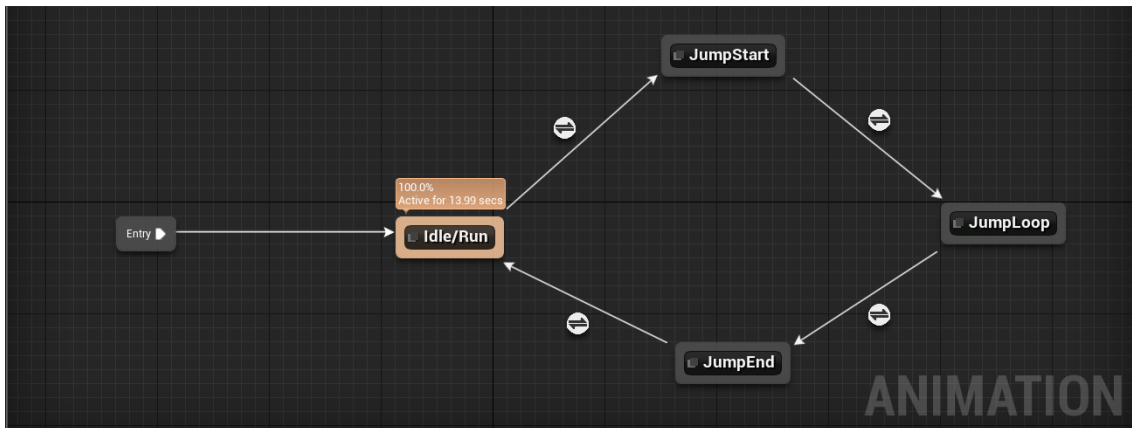 JumpStart
100.0%
Active for 13.99 secs
Entry
Idle/Run
JumpLoop
JumpEnd
ANIMATION